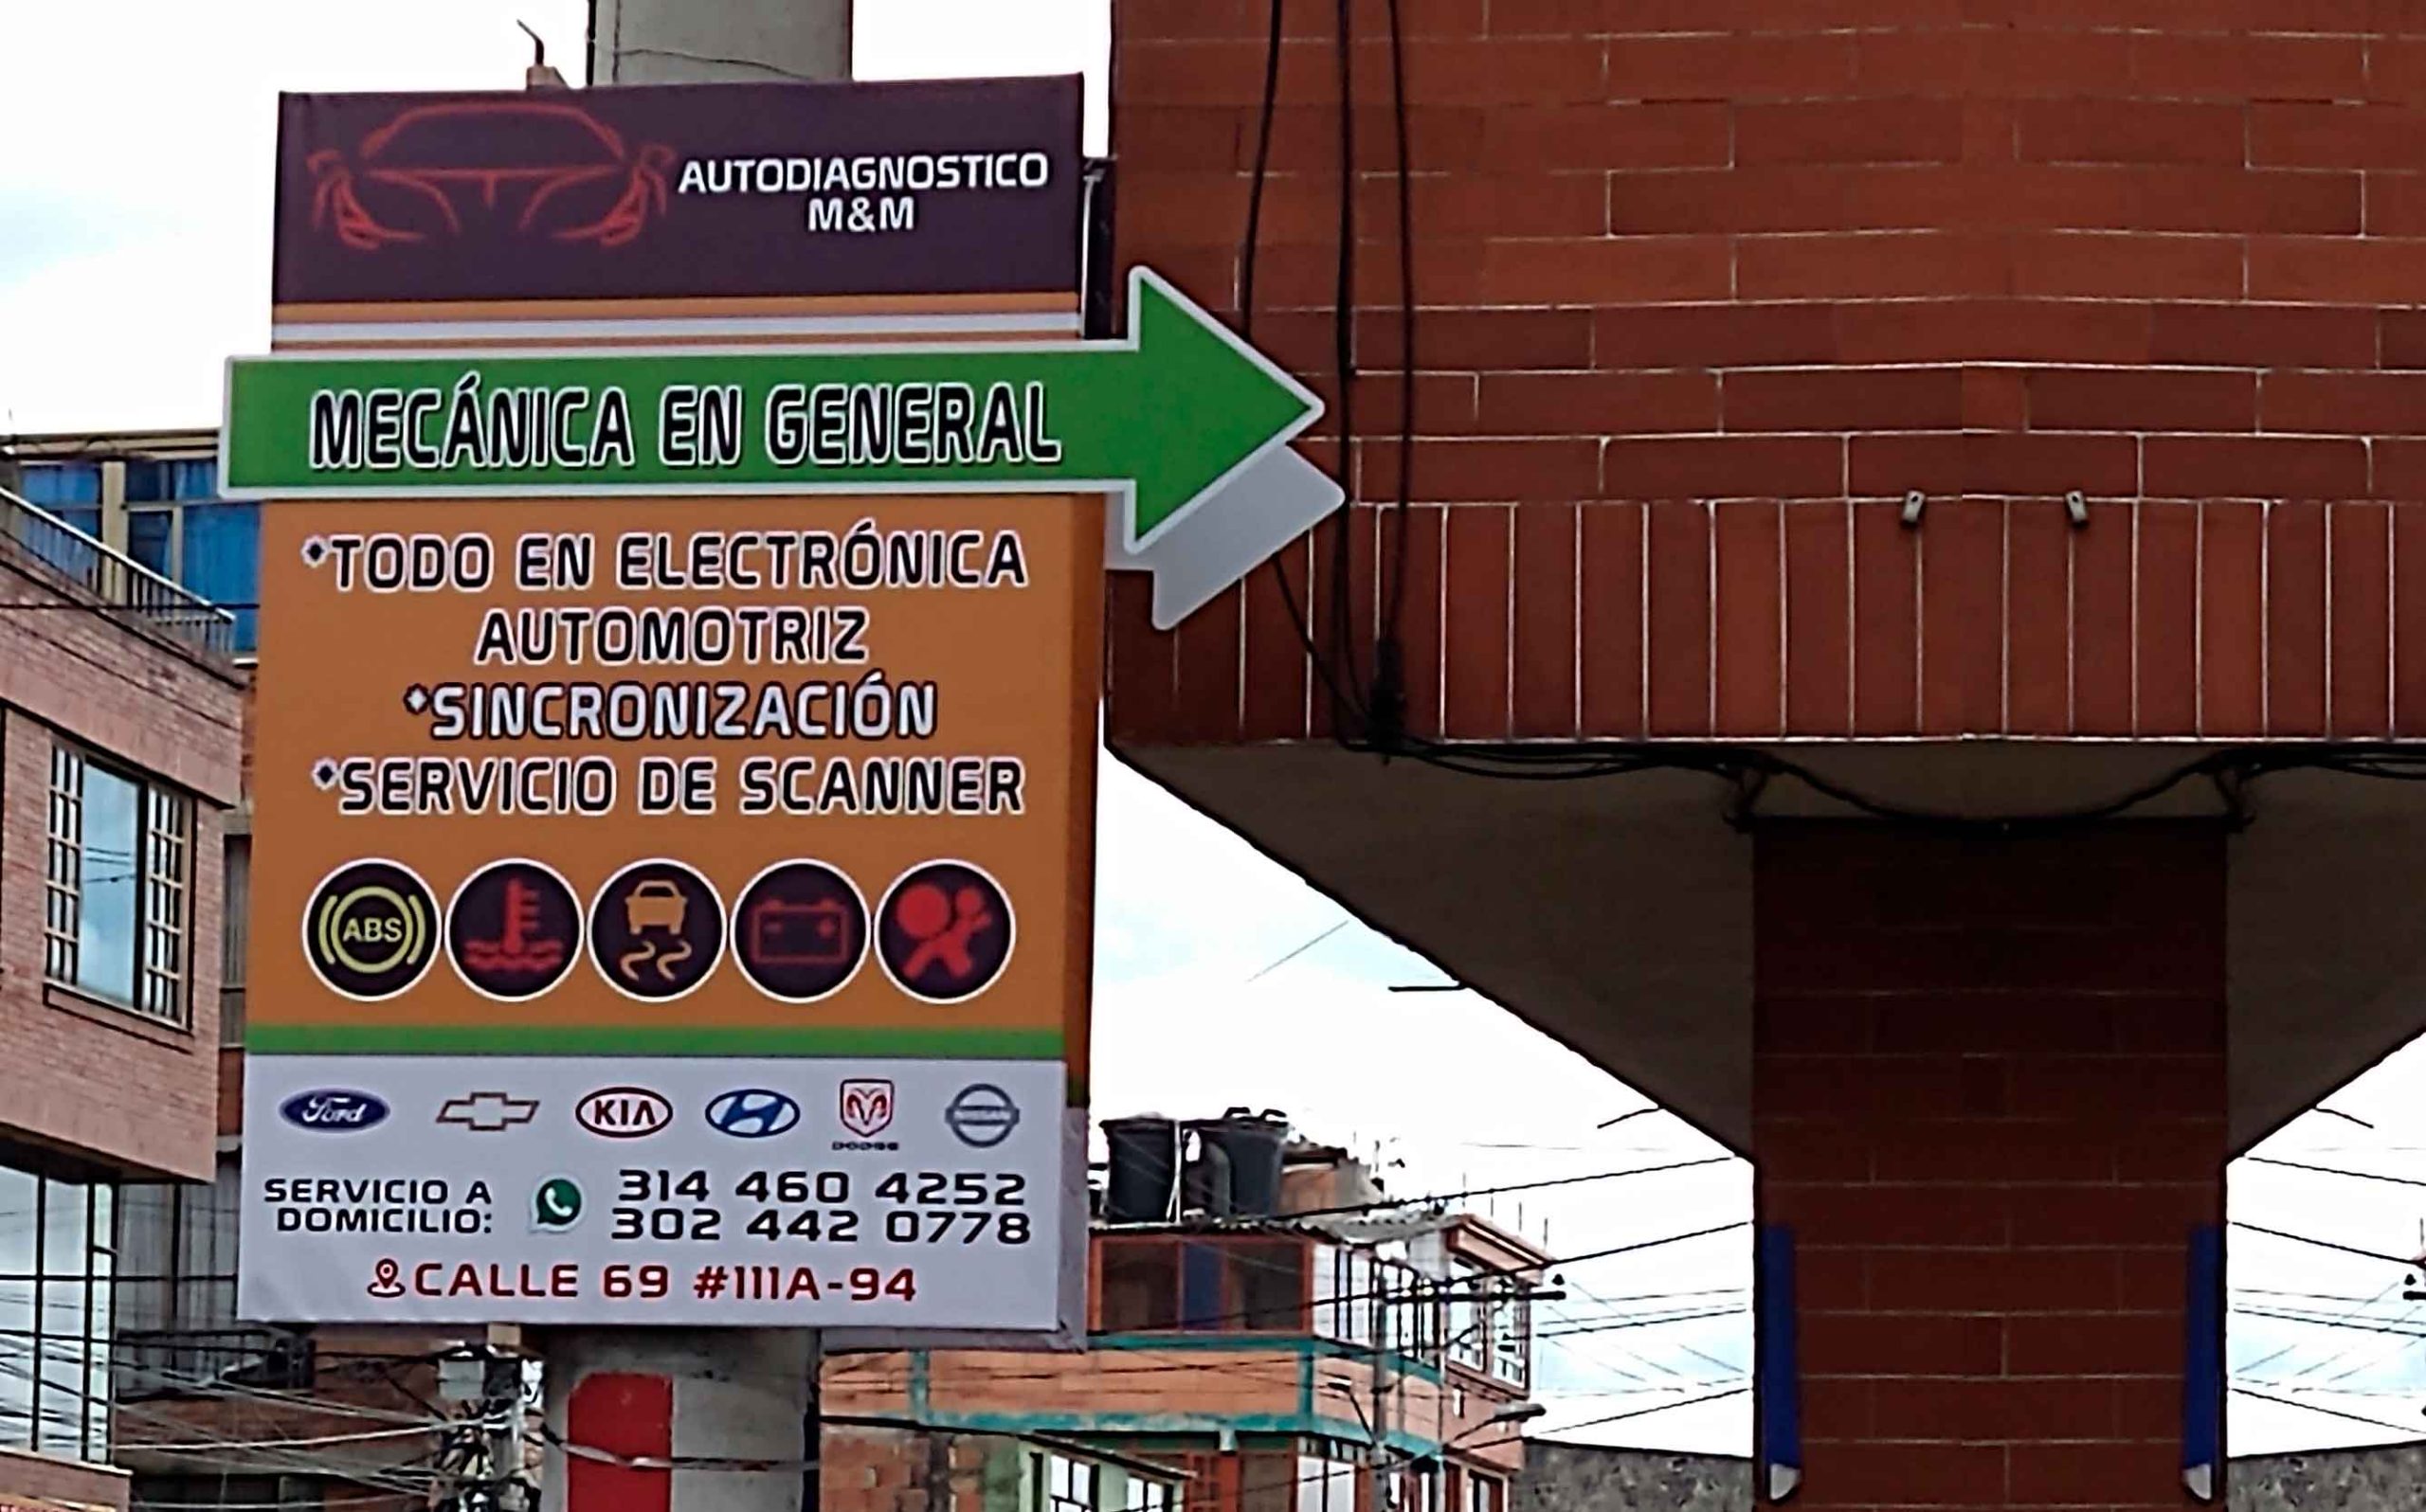 AUTODIAGNOSTICO
M&M
MECÁNICA EN GENERAL
*TODO EN ELECTRÓNICA
AUTOMOTRIZ
*SINCRONIZACIÓN
*SERVICIO DE SCANNER
ABS
Ford KIA DODGE NISSAN
SERVICIO A
DOMICILIO:
314 460 4252
302 442 0778
CALLE 69 #111A-94